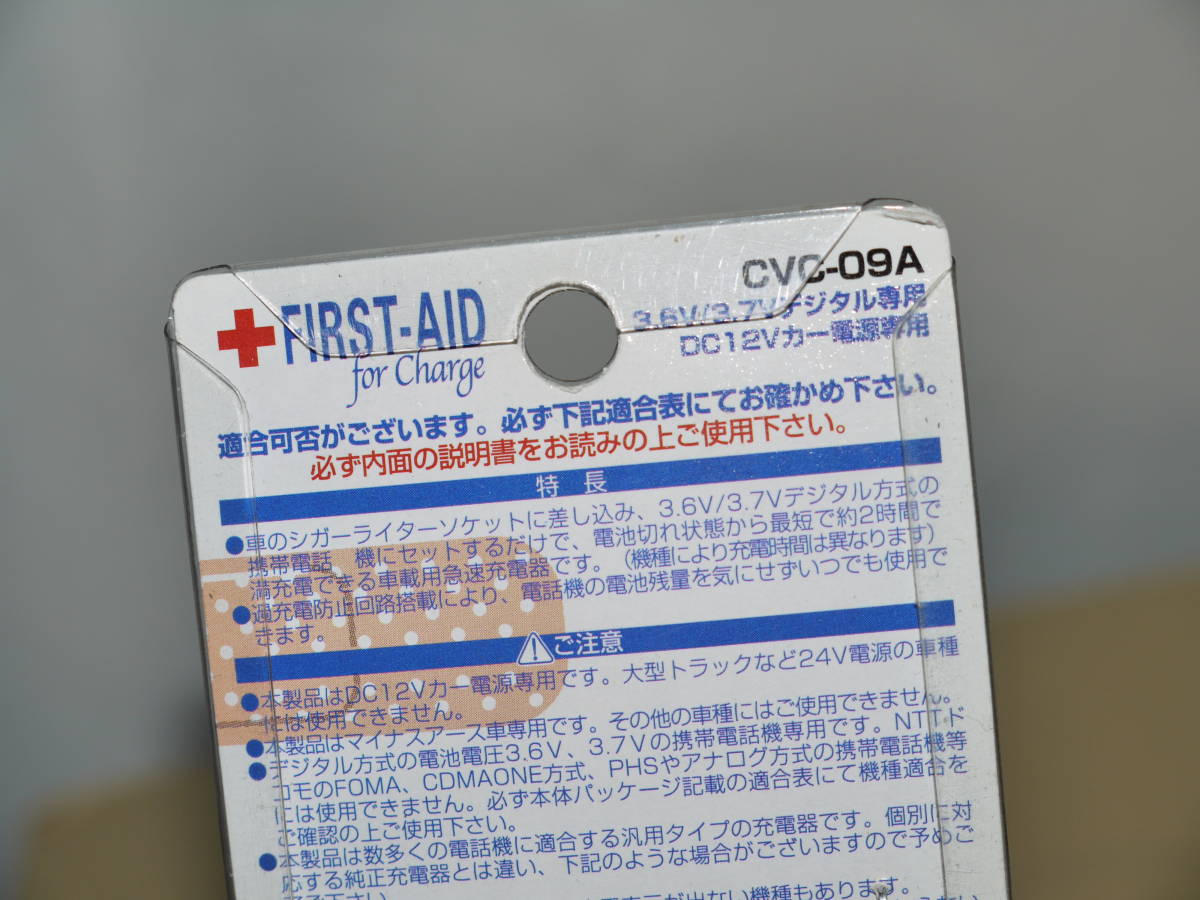 CVC-09A
FIRST-AID
for Charge
3.6V/3.7Vデジタル専用
DC12Vカー電源専用
適合可否がございます。必ず下記適合表にてお確かめ下さい。
必ず内面の説明書をお読みの上ご使用下さい。
特 長
●車のシガーライターソケットに差し込み、3.6V/3.7Vデジタル方式の
携帯電話 機にセットするだけで、電池切れ状態から最短で約2時間で
満充電できる車載用急速充電器です。（機種により充電時間は異なります）
●過充電防止回路搭載により、電話機の電池残量を気にせずいつでも使用で
きます。
ご注意
●本製品はDC12Vカー電源専用です。大型トラックなど24V電源の車種
には使用できません。
●本製品はマイナスアース車専用です。その他の車種にはご使用できません。
●デジタル方式の電池電圧3.6V、3.7Vの携帯電話機専用です。NTTド
コモのFOMA、CDMAONE方式、PHSやアナログ方式の携帯電話機等
には使用できません。必ず本体パッケージ記載の適合表にて機種適合を
ご確認の上ご使用下さい。
●本製品は数多くの電話機に適合する汎用タイプの充電器です。個別に対
応する純正充電器とは違い、下記のような場合がございますので予めご
了承下さい。
表示が出ない機種もあります。